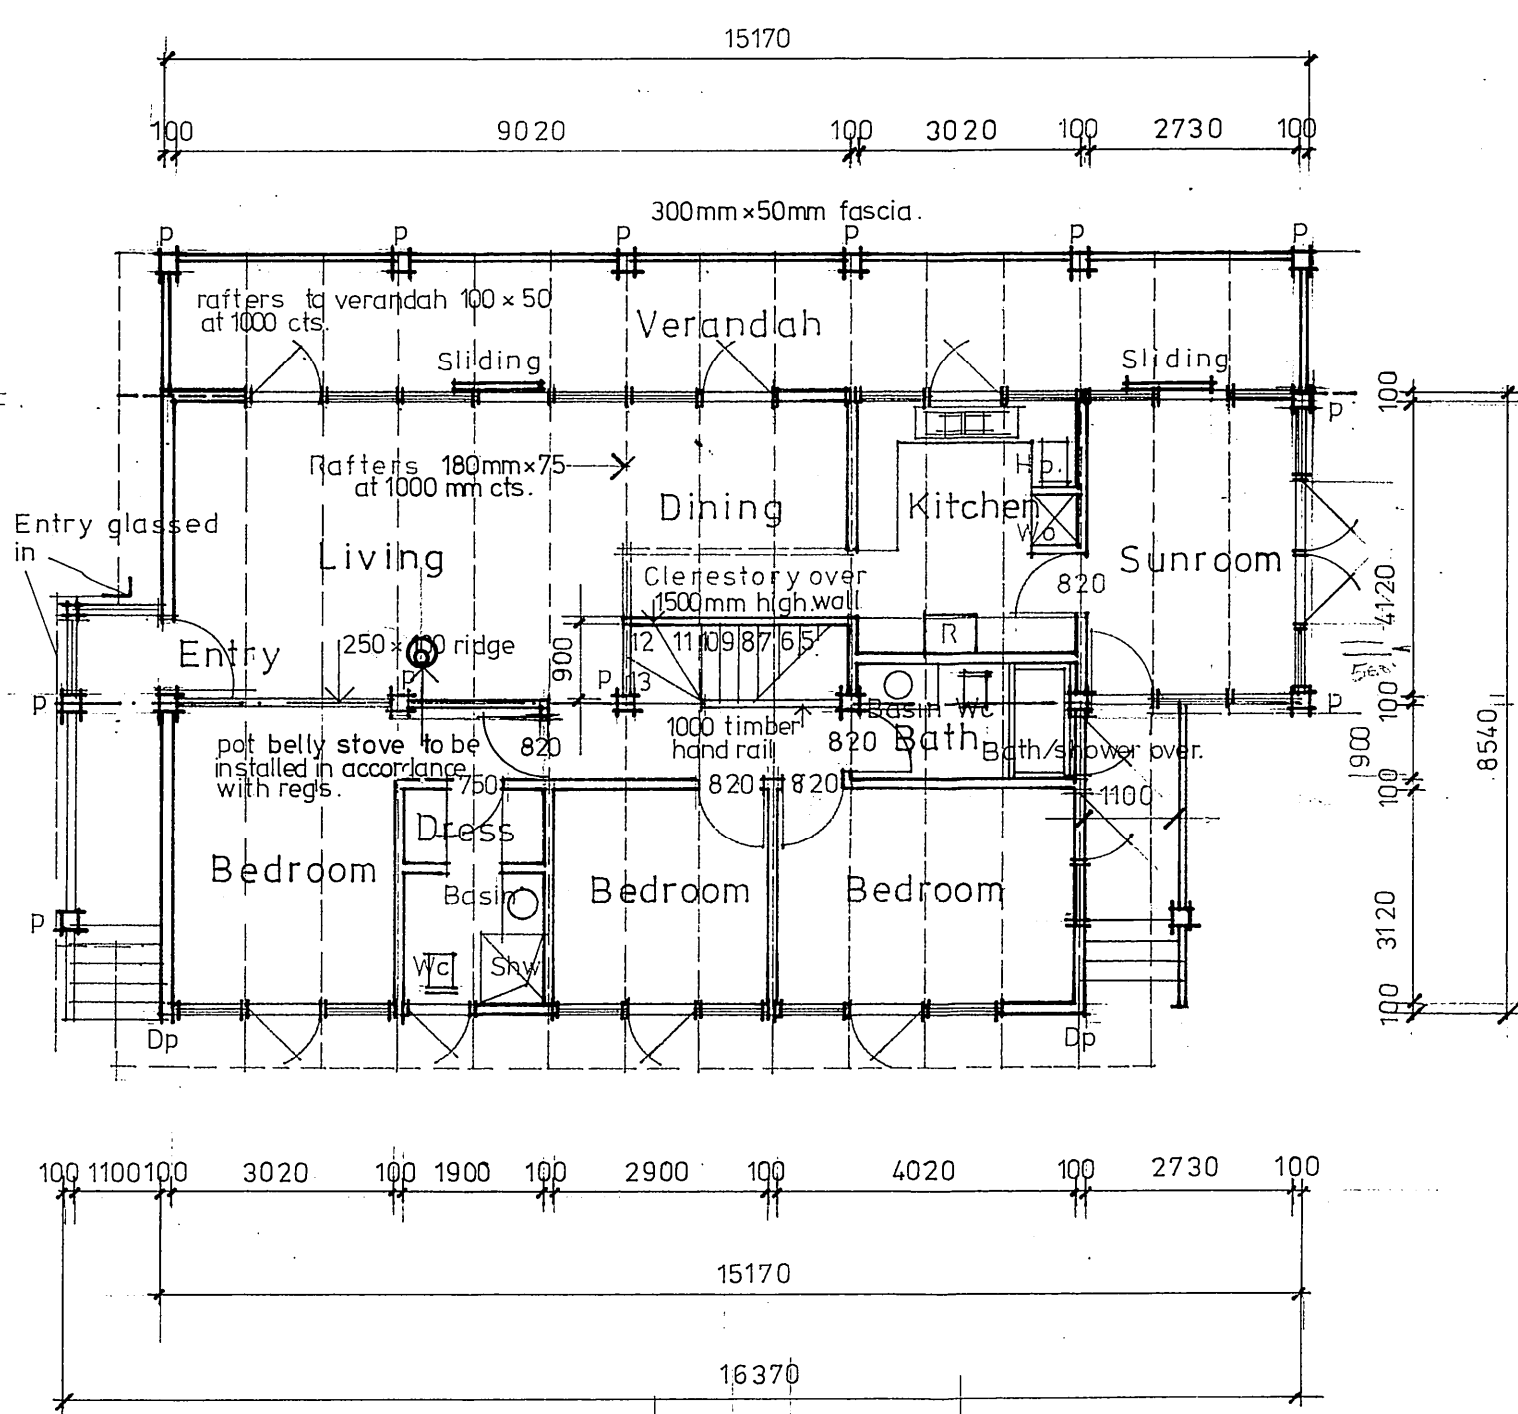 15170
100 9020 100 3020 100 2730 100
300mm×50mm fascia.
P P P P P P
rafters to verandah 100 × 50
at 1000 cts.
Verandah
Sliding
Sliding
100
P
Rafters 180mm×75
at 1000 mm cts.
Hp.
Dining
Kitchen
Wo
Entry glassed
in
Living
Sunroom
Clerestory over
1500mm high wall
820
4120
12 11 10 9 8 7 6 5
R
Entry
250 × 100 ridge
900
P
P 13
P
P
100
Basin Wc
1000 timber
hand rail
820
Bath
Bath/shower over.
pot belly stove to be
installed in accordance
with regs.
820
900
8540
750
820
820
1100
100
Dress
Bedroom
Basin
Bedroom
Bedroom
P
3120
Wc
Shw
100
Dp
Dp
100 1100 100 3020 100 1900 100 2900 100 4020 100 2730 100
15170
16370